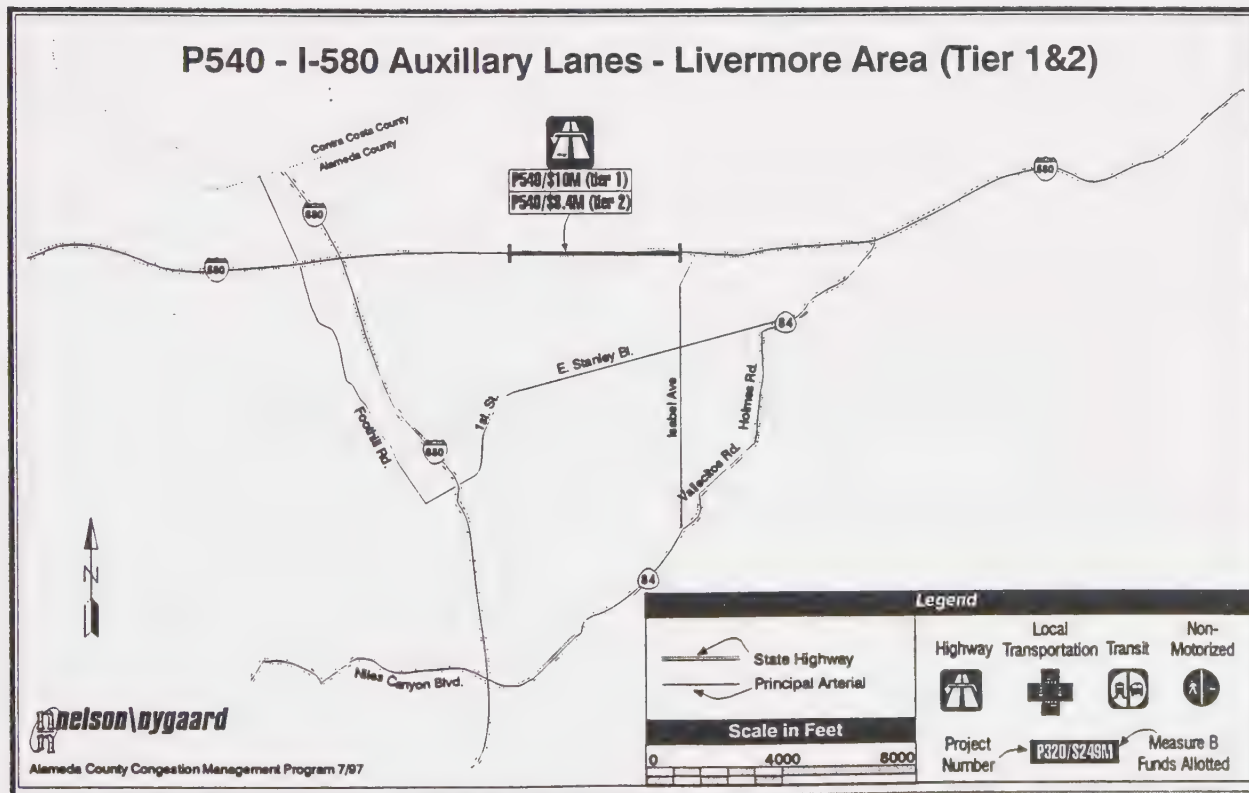 P540 - I-580 Auxillary Lanes - Livermore Area (Tier 1&2)
Contra Costa County
Alameda County
P540/$10M (tier 1)
P540/$8.4M (tier 2)
580
680
580
84
E. Stanley Bl.
1st. St.
Isabel Ave
Holmes Rd.
Foothill Rd.
680
Vallecitos Rd.
N
84
Niles Canyon Blvd.
nelson\nygaard
Alameda County Congestion Management Program 7/97
Legend
State Highway
Principal Arterial
Scale in Feet
0 4000 8000
Highway
Local Transportation
Transit
Non-Motorized
Project Number
P320/$249M
Measure B Funds Allotted